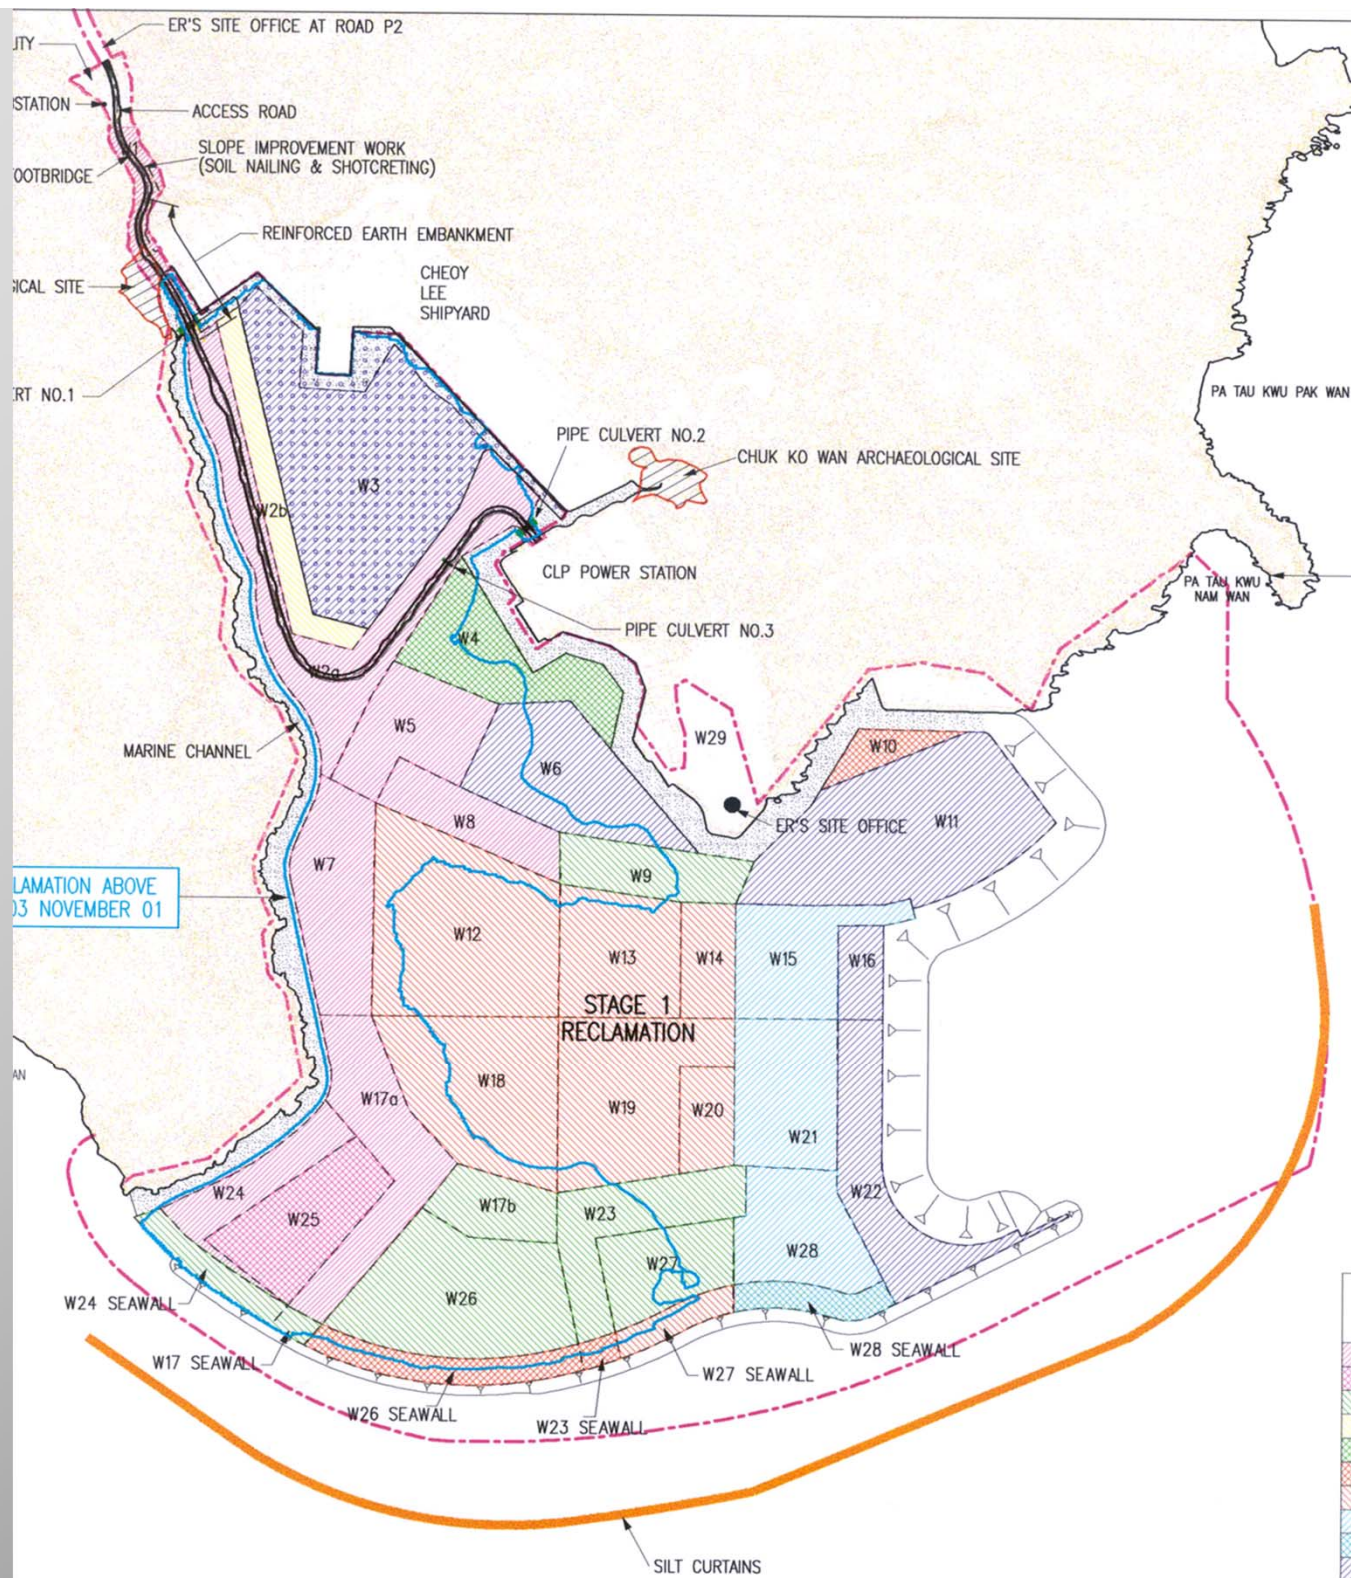 ER'S SITE OFFICE AT ROAD P2
ACCESS ROAD
SLOPE IMPROVEMENT WORK
(SOIL NAILING & SHOTCRETING)
REINFORCED EARTH EMBANKMENT
CHEOY
LEE
SHIPYARD
ICAL SITE
PA TAU KWU PAK WAN
PIPE CULVERT NO.2
CHUK KO WAN ARCHAEOLOGICAL SITE
W3
W2b
CLP POWER STATION
PA TAU KWU
NAM WAN
PIPE CULVERT NO.3
W4
W2a
W5
MARINE CHANNEL
W29
W10
W6
W8
ER'S SITE OFFICE
W11
W7
W9
LAMATION ABOVE
03 NOVEMBER 01
W12
W13
W14
W15
W16
STAGE 1
RECLAMATION
W18
W17a
W19
W20
W21
W24
W25
W17b
W23
W22
W27
W28
W26
W24 SEAWALL
W17 SEAWALL
W28 SEAWALL
W27 SEAWALL
W26 SEAWALL
W23 SEAWALL
SILT CURTAINS